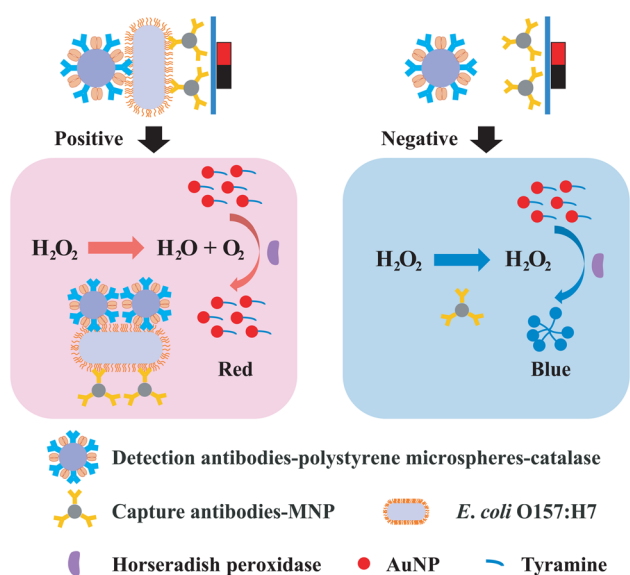 Positive
Negative
H₂O₂
H₂O + O₂
Red
H₂O₂
H₂O₂
Blue
Detection antibodies-polystyrene microspheres-catalase
Capture antibodies-MNP
E. coli O157:H7
Horseradish peroxidase
AuNP
Tyramine